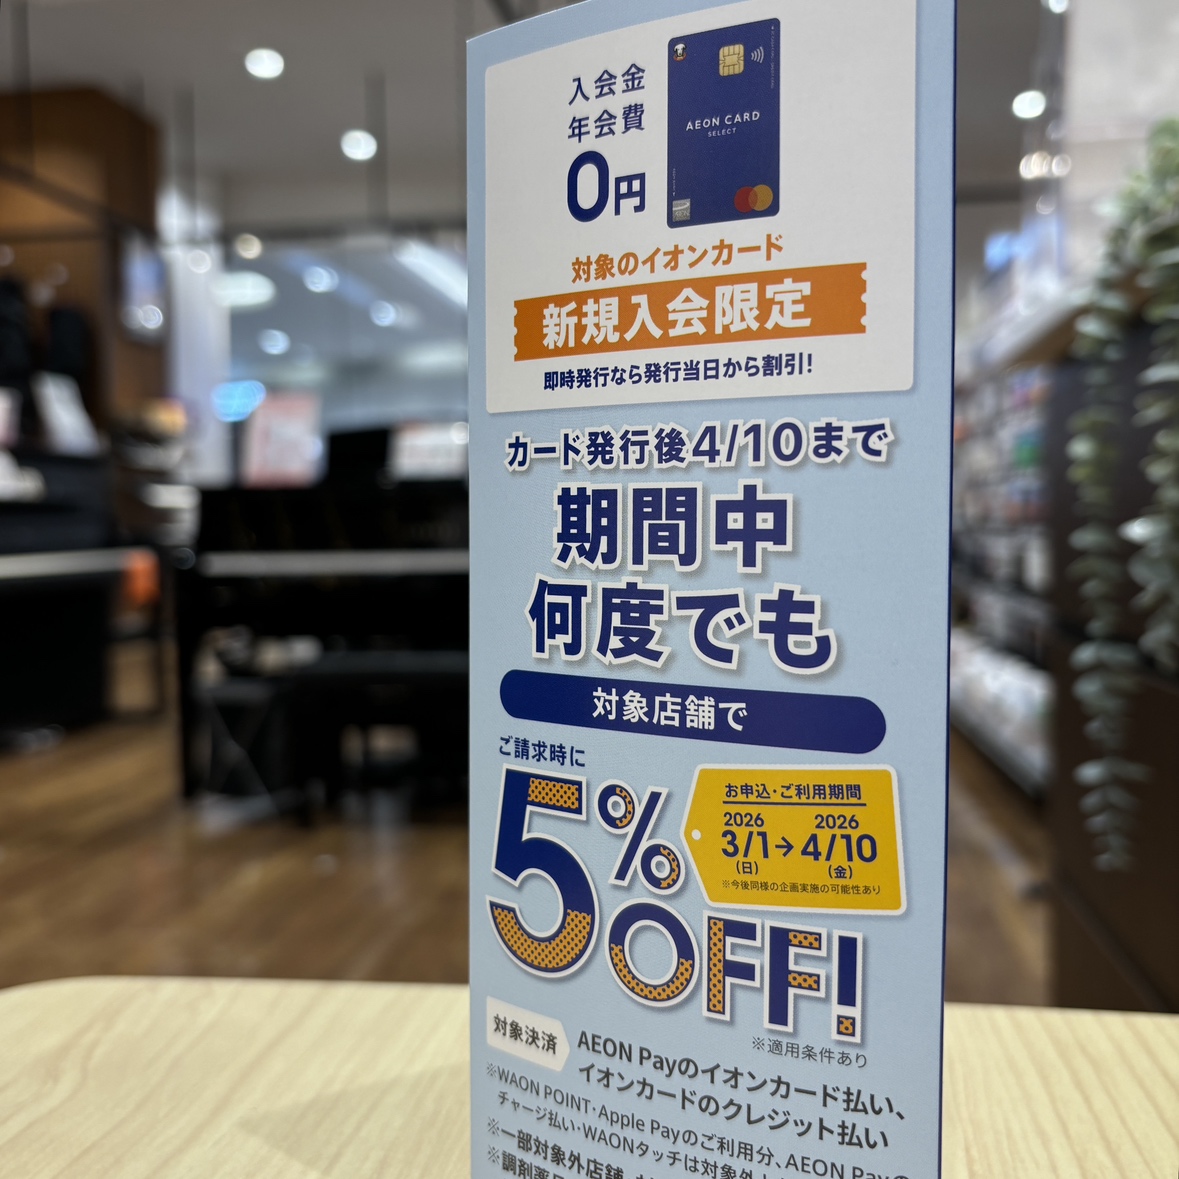 入会金
年会費
0円
AEON CARD
SELECT
対象のイオンカード
新規入会限定
即時発行なら発行当日から割引!
カード発行後4/10まで
期間中
何度でも
対象店舗で
ご請求時に
5%
OFF!
お申込・ご利用期間
2026 2026
3/1→4/10
(日) (金)
※今後同様の企画実施の可能性あり
※適用条件あり
対象決済
AEON Payのイオンカード払い、
イオンカードのクレジット払い
※WAON POINT・Apple Payのご利用分、AEON Payの
チャージ払い・WAONタッチは対象外
※一部対象外店舗
※調剤薬